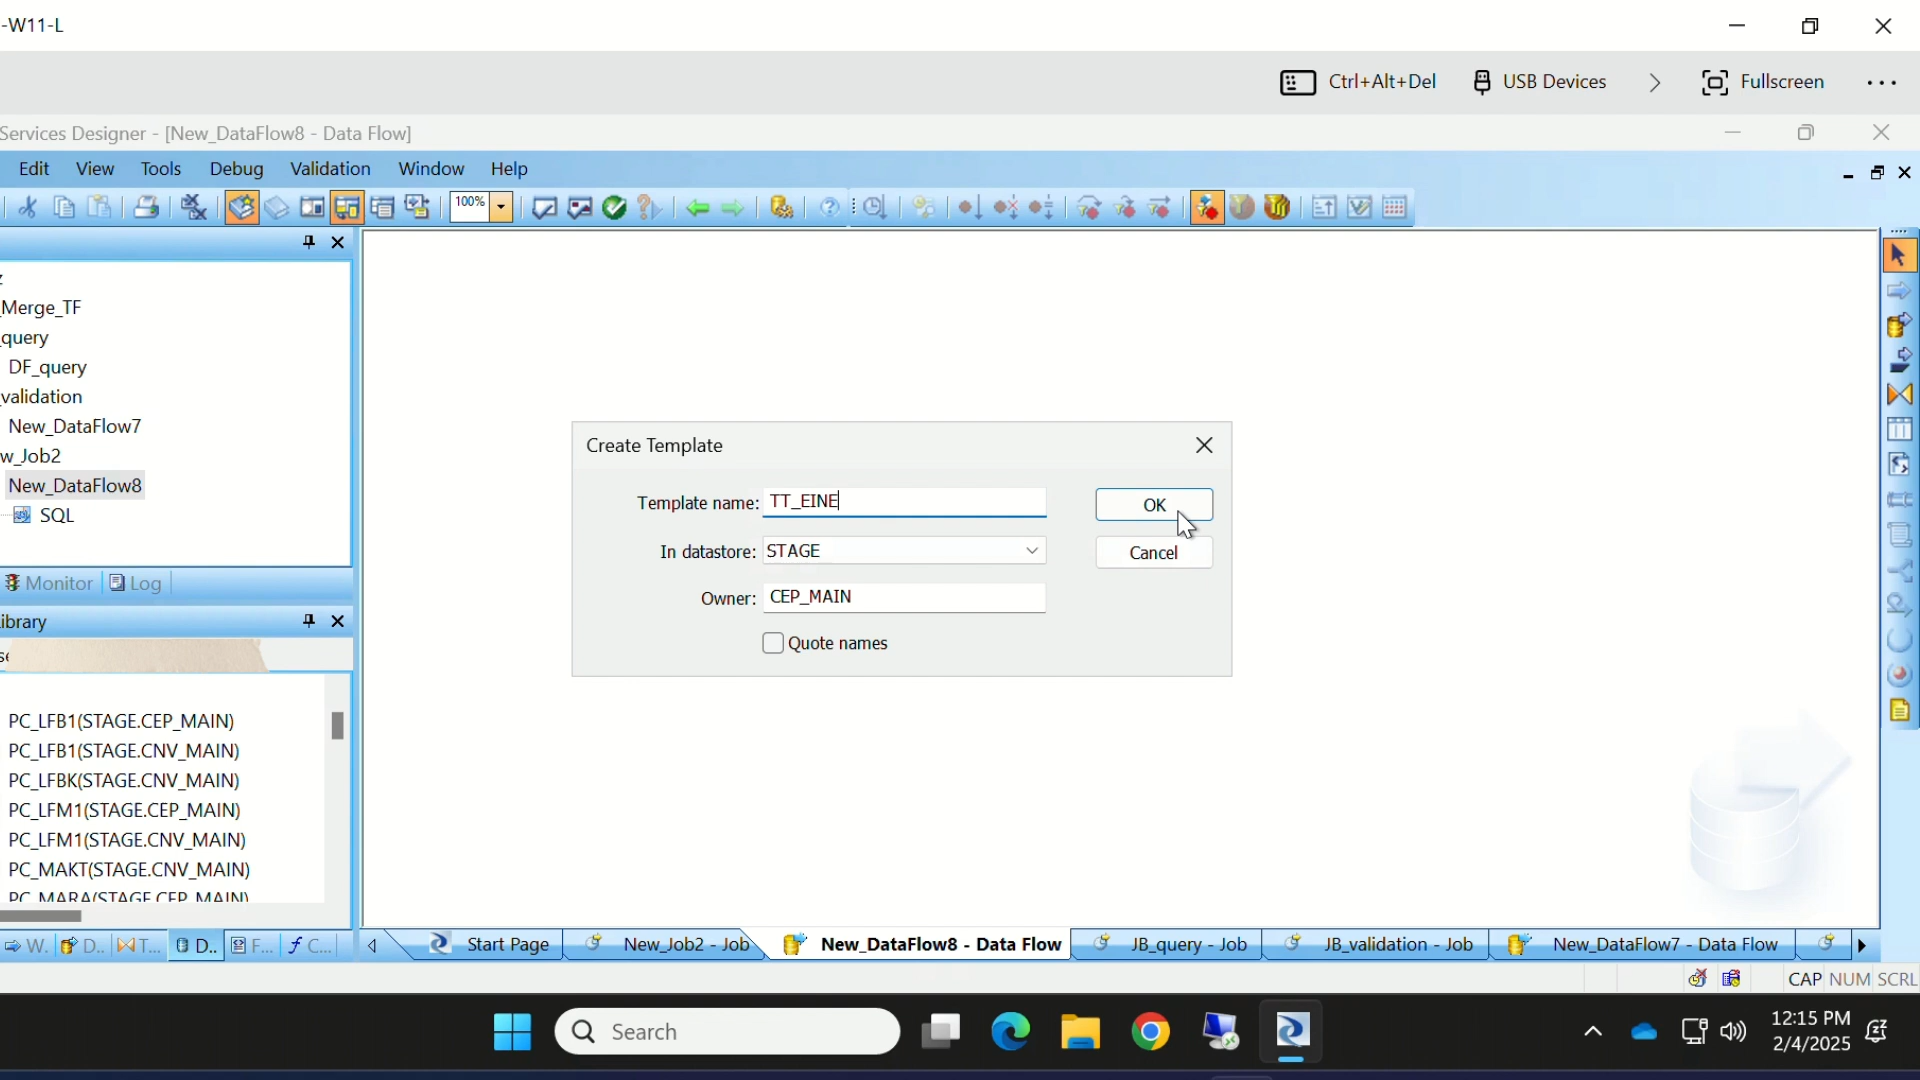 -W11-L
Ctrl+Alt+Del USB Devices Fullscreen
Services Designer - [New_DataFlow8 - Data Flow]
Edit View Tools Debug Validation Window Help
100%
Merge_TF
query
DF_query
validation
New_DataFlow7
w_Job2
New_DataFlow8
SQL
Monitor Log
ibrary
PC_LFB1(STAGE.CEP_MAIN)
PC_LFB1(STAGE.CNV_MAIN)
PC_LFBK(STAGE.CNV_MAIN)
PC_LFM1(STAGE.CEP_MAIN)
PC_LFM1(STAGE.CNV_MAIN)
PC_MAKT(STAGE.CNV_MAIN)
PC_MARA(STAGE.CEP_MAIN)
W. D.. T... D.. F... C...
Create Template
Template name: TT_EINE
OK
In datastore: STAGE
Cancel
Owner: CEP_MAIN
Quote names
Start Page New_Job2 - Job New_DataFlow8 - Data Flow JB_query - Job JB_validation - Job New_DataFlow7 - Data Flow
CAP NUM SCRL
Search
12:15 PM
2/4/2025